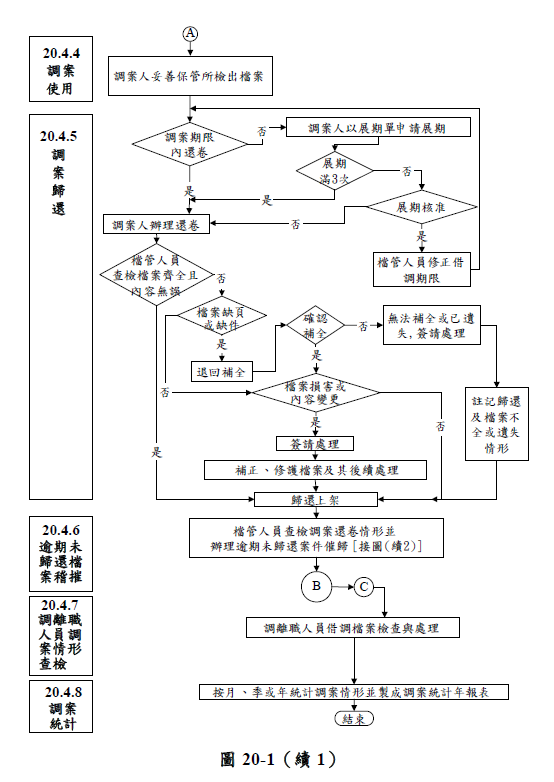 A
20.4.4
調案
使用
調案人妥善保管所檢出檔案
20.4.5
調
案
歸
還
調案期限
內還卷
否
調案人以展期單申請展期
展期
滿3次
否
是
是
展期核准
否
調案人辦理還卷
是
檔管人員修正借
調期限
檔管人員
查檢檔案齊全且
內容無誤
否
檔案缺頁
或缺件
確認
補全
否
無法補全或已遺
失,簽請處理
是
退回補全
是
否
檔案損害或
內容變更
否
註記歸還
及檔案不
全或遺失
情形
是
是
簽請處理
補正、修護檔案及其後續處理
歸還上架
20.4.6
逾期未
歸還檔
案稽摧
檔管人員查檢調案還卷情形並
辦理逾期未歸還案件催歸[接圖(續2)]
B
C
20.4.7
調離職
人員調
案情形
查檢
調離職人員借調檔案檢查與處理
20.4.8
調案
統計
按月、季或年統計調案情形並製成調案統計年報表
結束
圖 20-1(續 1)